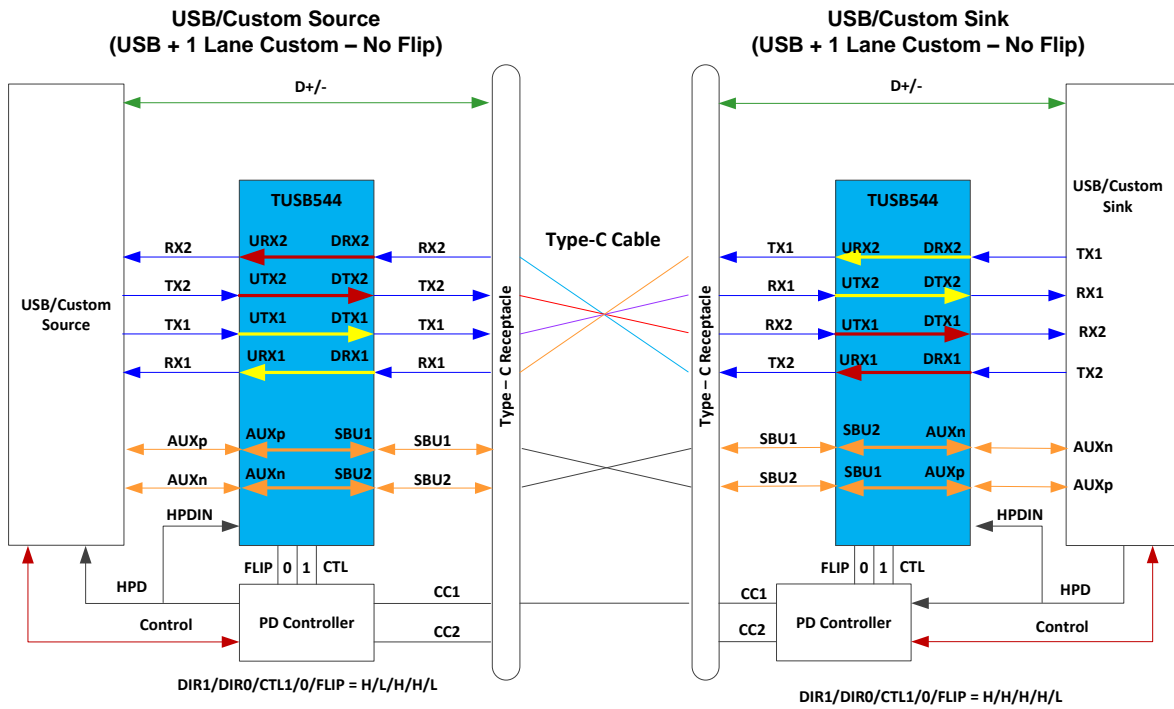 USB/Custom Source
(USB + 1 Lane Custom – No Flip)
USB/Custom Sink
(USB + 1 Lane Custom – No Flip)
D+/-
D+/-
TUSB544
TUSB544
USB/Custom
Source
USB/Custom
Sink
Type-C Cable
Type – C Receptacle
Type – C Receptacle
RX2 URX2 DRX2 RX2
TX2 UTX2 DTX2 TX2
TX1 UTX1 DTX1 TX1
RX1 URX1 DRX1 RX1
AUXp AUXp SBU1 SBU1
AUXn AUXn SBU2 SBU2
HPDIN
FLIP 0 1 CTL
HPD
Control
PD Controller
CC1
CC2
TX1 URX2 DRX2 TX1
RX1 UTX2 DTX2 RX1
RX2 UTX1 DTX1 RX2
TX2 URX1 DRX1 TX2
SBU1 SBU2 AUXn AUXn
SBU2 SBU1 AUXp AUXp
HPDIN
FLIP 0 1 CTL
CC1
CC2
PD Controller
HPD
Control
DIR1/DIR0/CTL1/0/FLIP = H/L/H/H/L
DIR1/DIR0/CTL1/0/FLIP = H/H/H/H/L